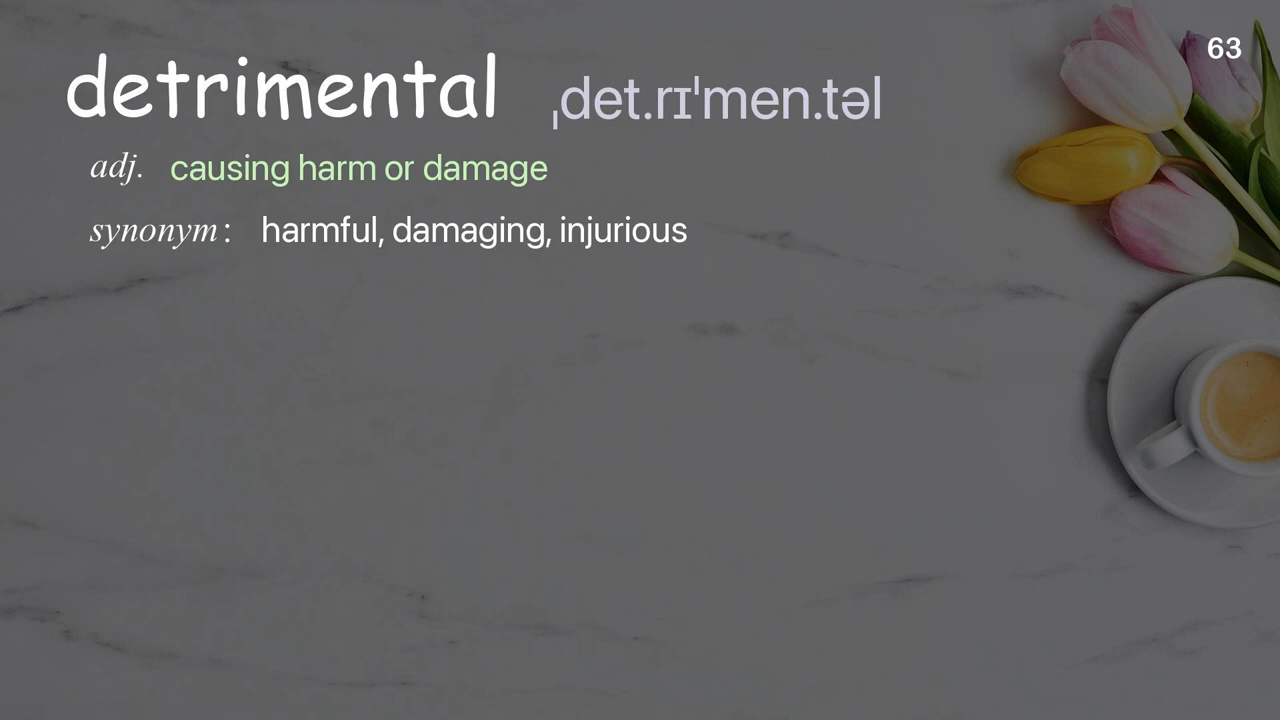 63
detrimental ˌdet.rɪˈmen.təl
adj. causing harm or damage
synonym: harmful, damaging, injurious